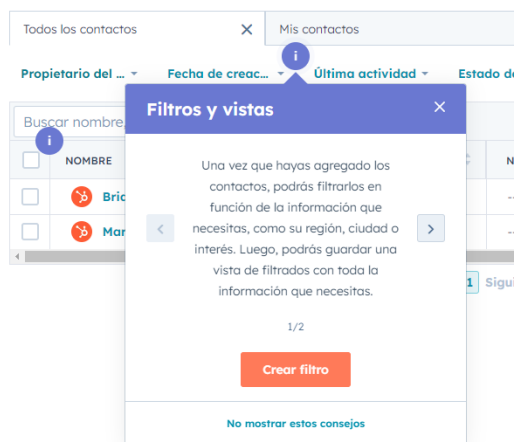 Todos los contactos
Mis contactos
Propietario del ...
Fecha de creac...
Última actividad
Estado d
Filtros y vistas
Buscar nombre
NOMBRE
N
Una vez que hayas agregado los
contactos, podrás filtrarlos en
función de la información que
necesitas, como su región, ciudad o
interés. Luego, podrás guardar una
vista de filtrados con toda la
información que necesitas.
Bri
--
Mar
--
1
Sigui
1/2
Crear filtro
No mostrar estos consejos